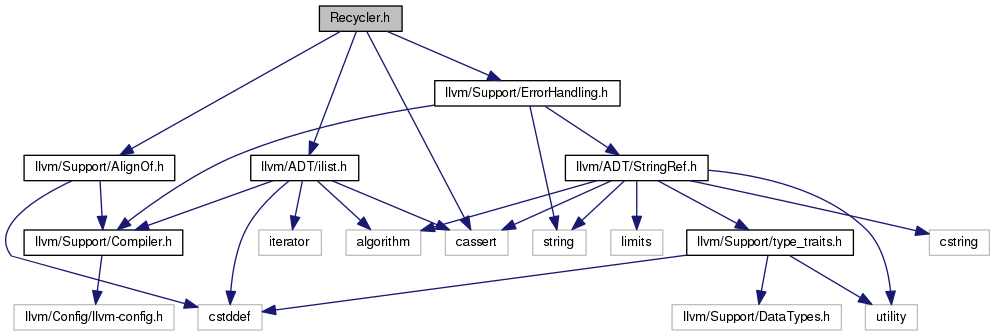 Recycler.h
llvm/Support/ErrorHandling.h
llvm/Support/AlignOf.h
llvm/ADT/ilist.h
llvm/ADT/StringRef.h
llvm/Support/Compiler.h
iterator
algorithm
cassert
string
limits
llvm/Support/type_traits.h
cstring
llvm/Config/llvm-config.h
cstddef
llvm/Support/DataTypes.h
utility